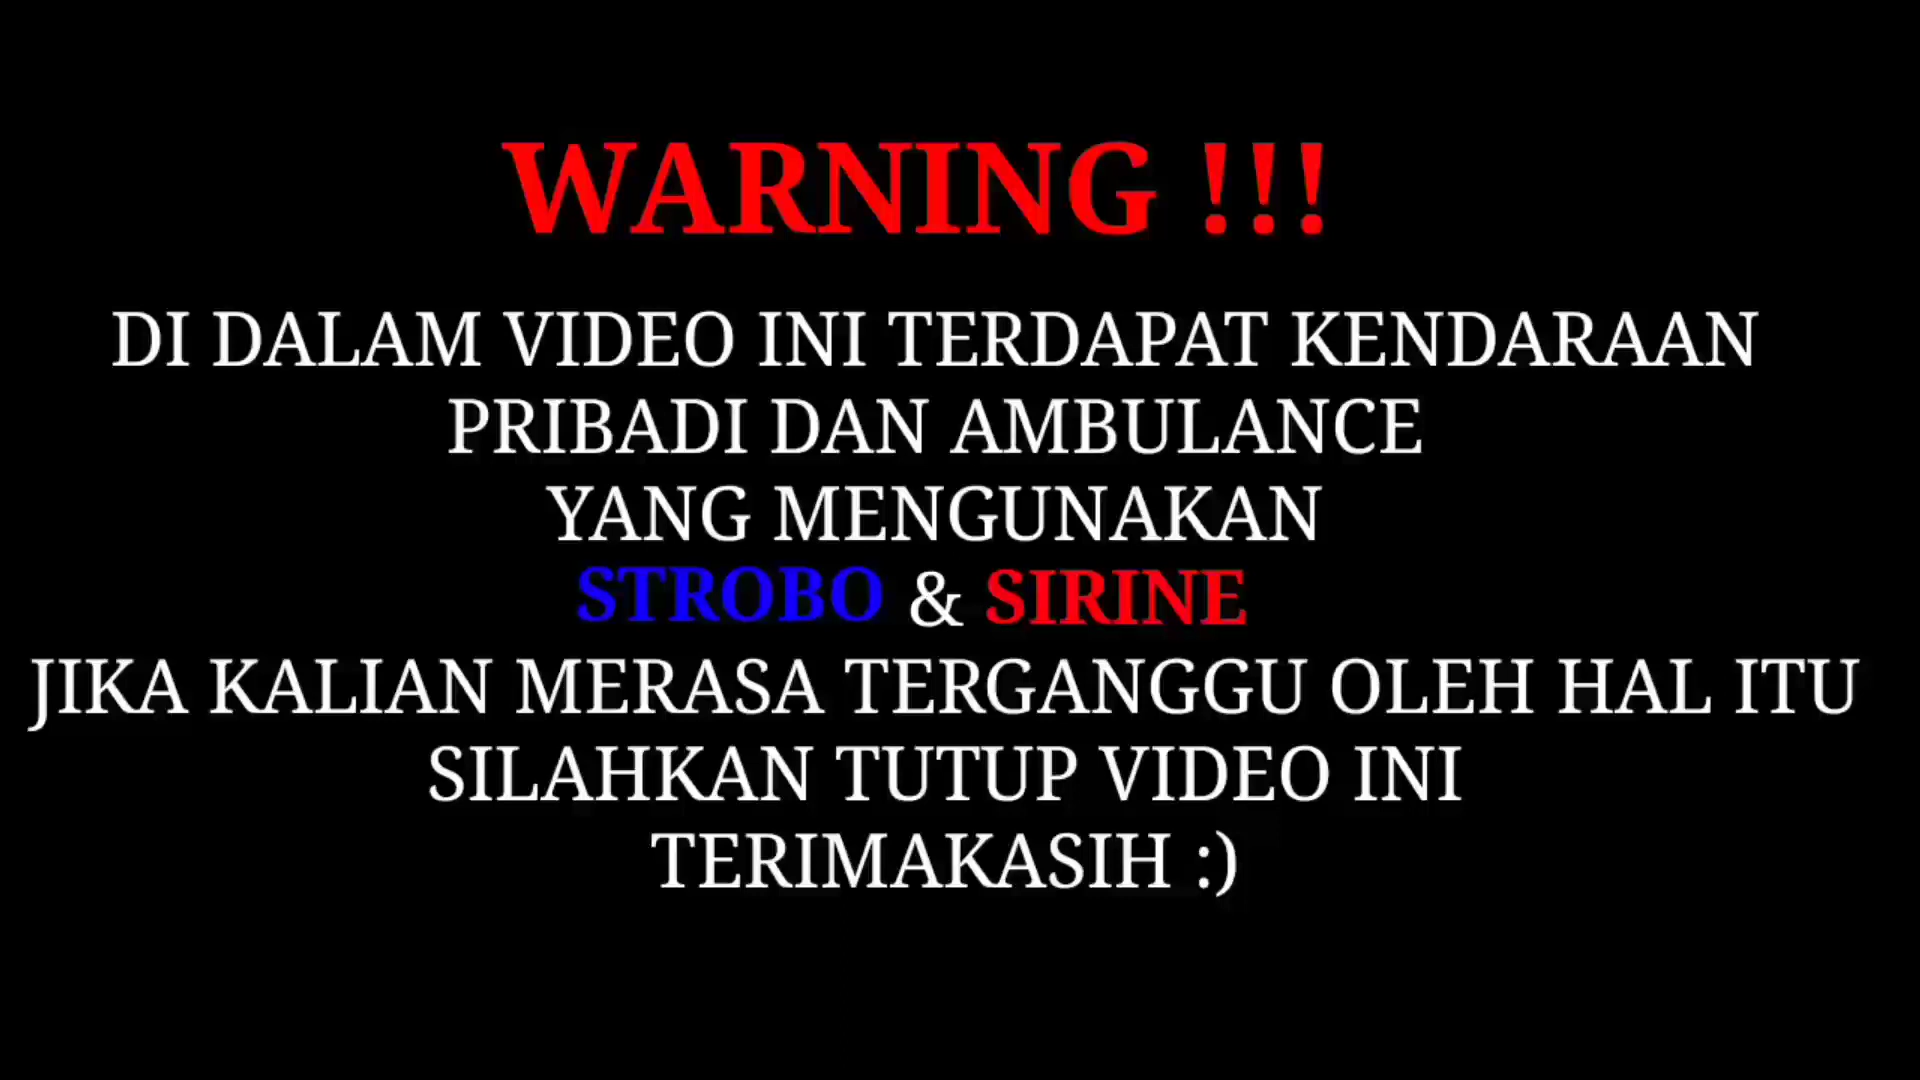 WARNING !!!
DI DALAM VIDEO INI TERDAPAT KENDARAAN
PRIBADI DAN AMBULANCE
YANG MENGUNAKAN
STROBO & SIRINE
JIKA KALIAN MERASA TERGANGGU OLEH HAL ITU
SILAHKAN TUTUP VIDEO INI
TERIMAKASIH :)